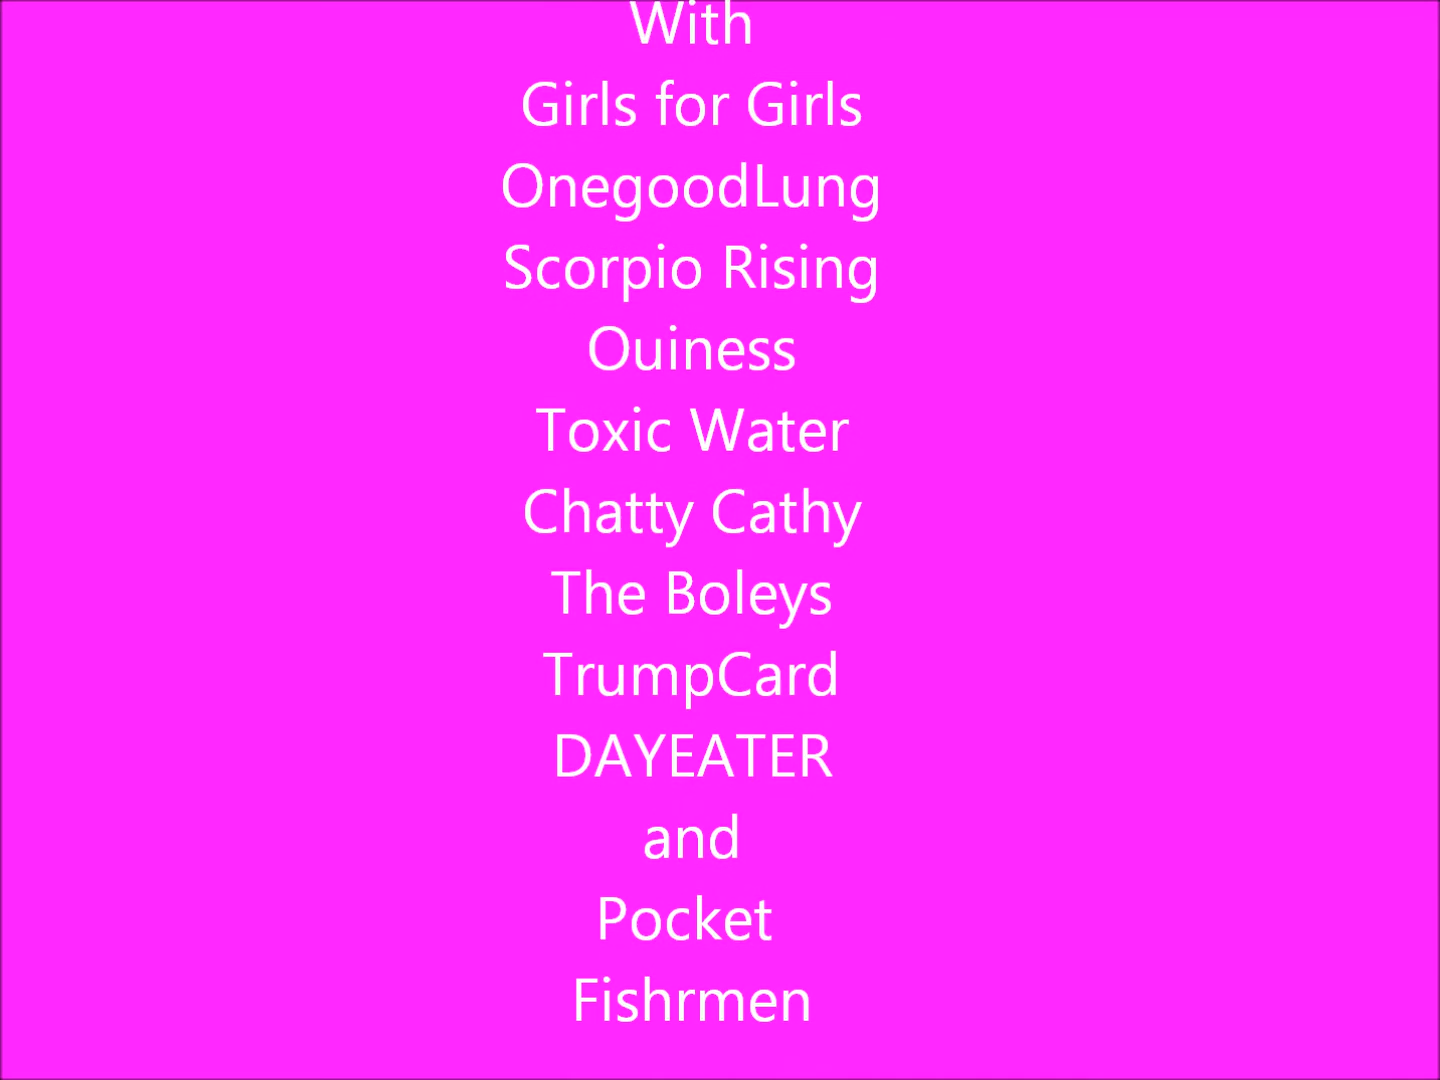 With
Girls for Girls
OnegoodLung
Scorpio Rising
Ouiness
Toxic Water
Chatty Cathy
The Boleys
TrumpCard
DAYEATER
and
Pocket
Fishrmen